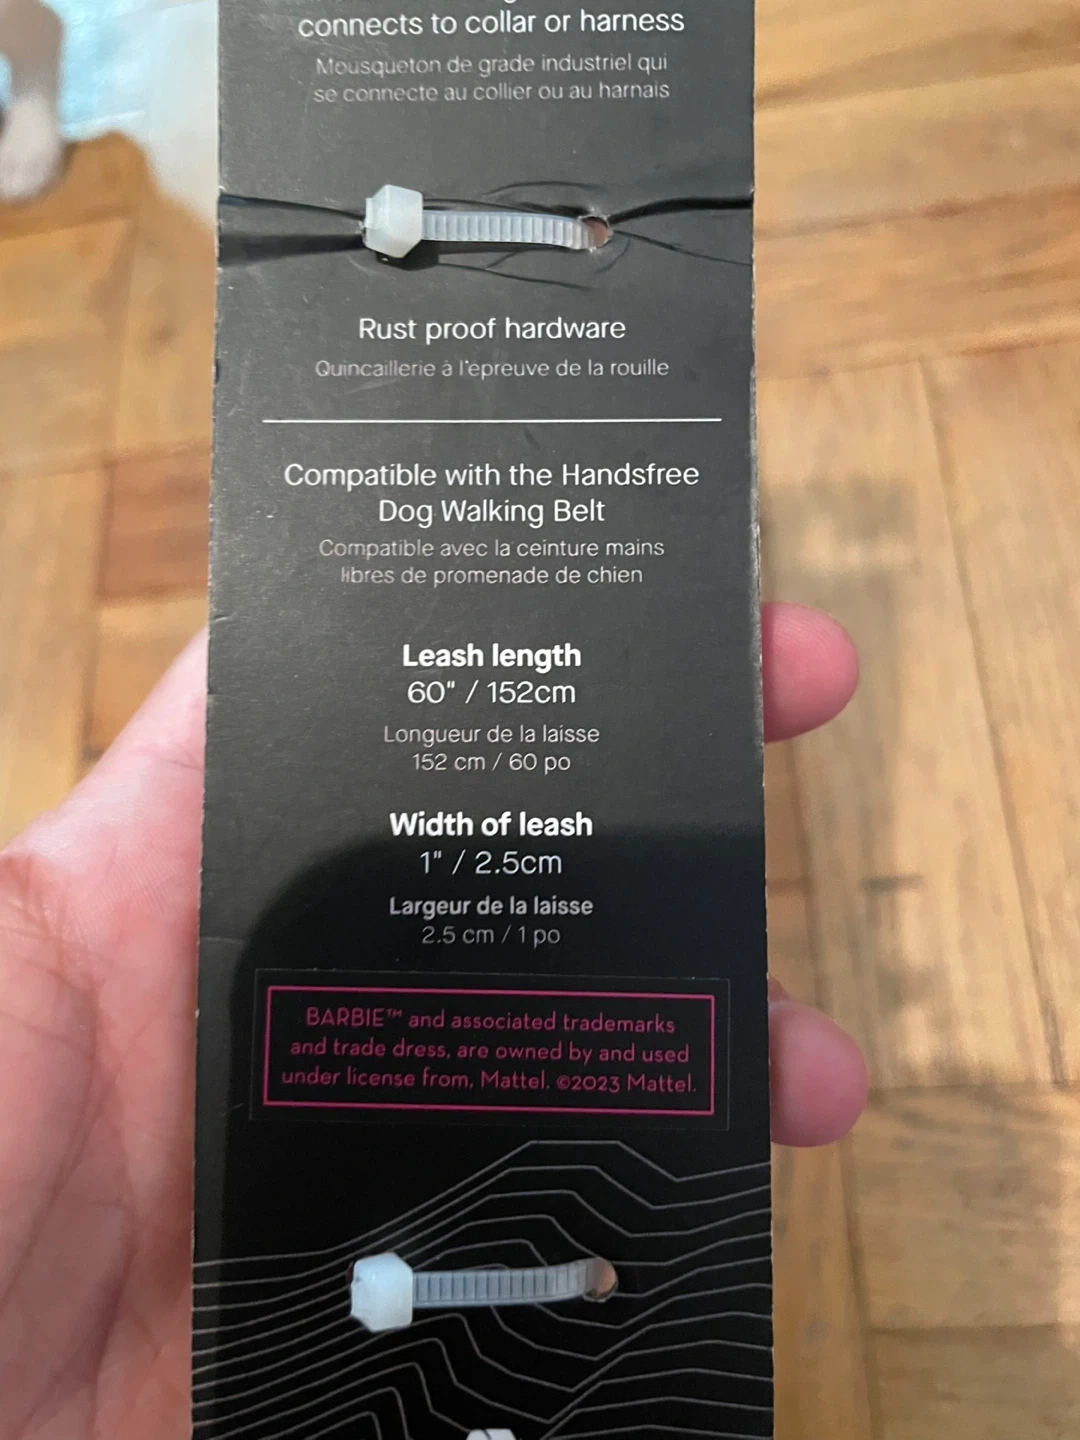 connects to collar or harness
Mousqueton de grade industriel qui
se connecte au collier ou au harnais
Rust proof hardware
Quincaillerie à l'épreuve de la rouille
Compatible with the Handsfree
Dog Walking Belt
Compatible avec la ceinture mains
libres de promenade de chien
Leash length
60" / 152cm
Longueur de la laisse
152 cm / 60 po
Width of leash
1" / 2.5cm
Largeur de la laisse
2.5 cm / 1 po
BARBIE™ and associated trademarks
and trade dress, are owned by and used
under license from, Mattel. ©2023 Mattel.